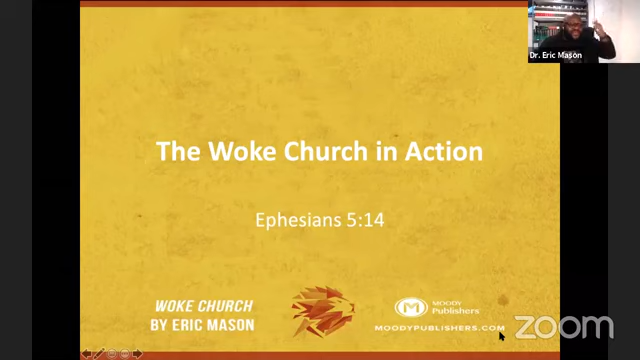 Dr. Eric Mason
The Woke Church in Action
Ephesians 5:14
WOKE CHURCH
BY ERIC MASON
M
MOODY
Publishers®
MOODYPUBLISHERS.COM
zoom